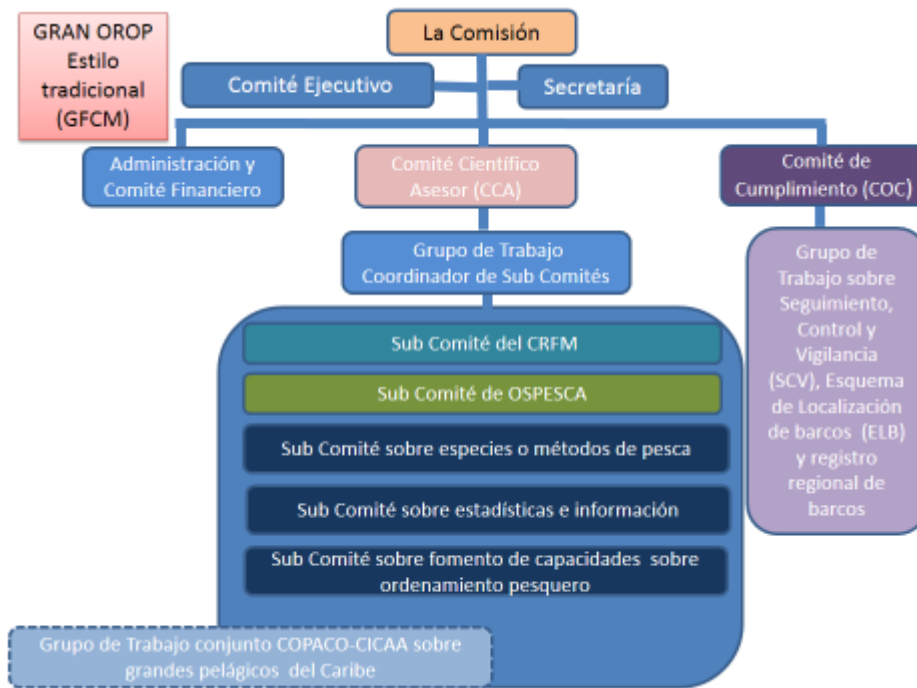 GRAN OROP
Estilo
tradicional
(GFCM)
La Comisión
Comité Ejecutivo
Secretaría
Administración y
Comité Financiero
Comité Científico
Asesor (CCA)
Comité de
Cumplimiento (COC)
Grupo de Trabajo
Coordinador de Sub Comités
Grupo de
Trabajo sobre
Seguimiento,
Control y
Vigilancia
(SCV), Esquema
de Localización
de barcos (ELB)
y registro
regional de
barcos
Sub Comité del CRFM
Sub Comité de OSPESCA
Sub Comité sobre especies o métodos de pesca
Sub Comité sobre estadísticas e información
Sub Comité sobre fomento de capacidades sobre
ordenamiento pesquero
Grupo de Trabajo conjunto COPACO-CICAA sobre
grandes pelágicos del Caribe